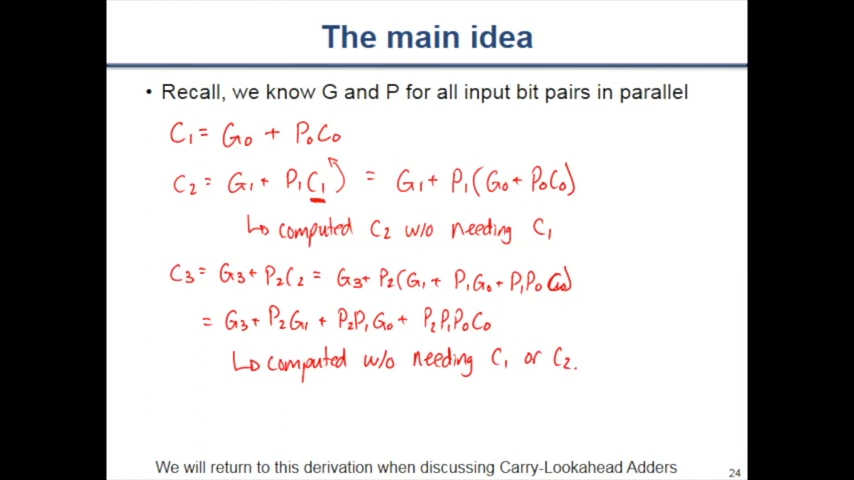 The main idea
• Recall, we know G and P for all input bit pairs in parallel
C₁ = G₀ + P₀C₀
C₂ = G₁ + P₁(C₁) = G₁ + P₁(G₀ + P₀C₀)
↳ computed C₂ w/o needing C₁
C₃ = G₃ + P₂C₂ = G₃ + P₂(G₁ + P₁G₀ + P₁P₀C₀)
= G₃ + P₂G₁ + P₂P₁G₀ + P₂P₁P₀C₀
↳ computed w/o needing C₁ or C₂.
We will return to this derivation when discussing Carry-Lookahead Adders
24